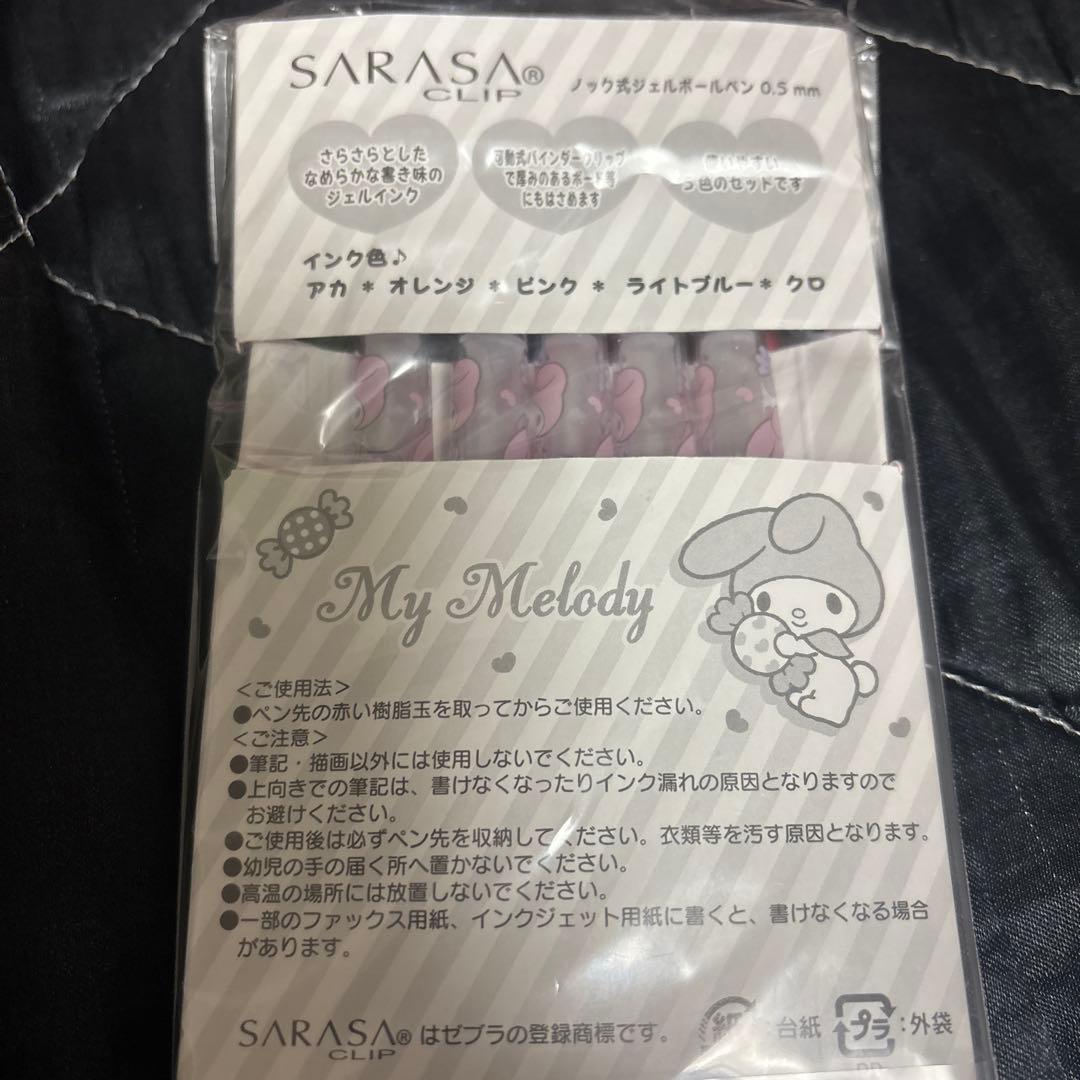 SARASA® CLIP ノック式ジェルボールペン 0.5 mm
さらさらとした
なめらかな書き味の
ジェルインク
可動式バインダークリップ
で厚みのあるボード等
にもはさめます
使いやすい
5色のセットです
インク色♪
アカ * オレンジ * ピンク * ライトブルー * クロ
My Melody
＜ご使用法＞
●ペン先の赤い樹脂玉を取ってからご使用ください。
＜ご注意＞
●筆記・描画以外には使用しないでください。
●上向きでの筆記は、書けなくなったりインク漏れの原因となりますので
お避けください。
●ご使用後は必ずペン先を収納してください。衣類等を汚す原因となります。
●幼児の手の届く所へ置かないでください。
●高温の場所には放置しないでください。
●一部のファックス用紙、インクジェット用紙に書くと、書けなくなる場合
があります。
SARASA® CLIP はゼブラの登録商標です。
紙:台紙 プラ:外袋